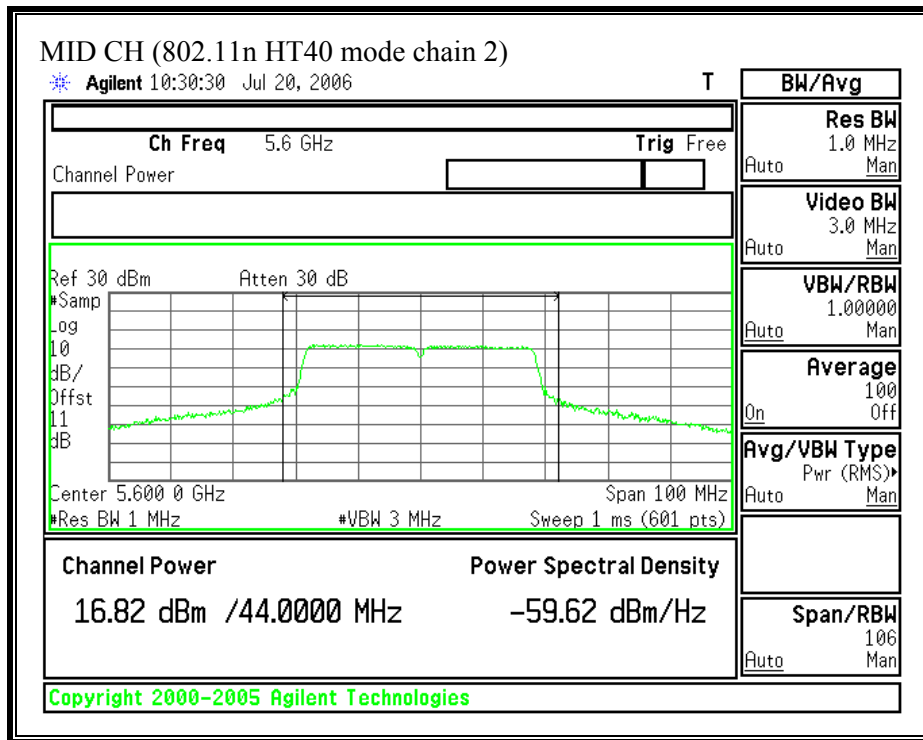 MID CH (802.11n HT40 mode chain 2)
Agilent 10:30:30 Jul 20, 2006 T
Ch Freq 5.6 GHz Trig Free
Channel Power
Ref 30 dBm Atten 30 dB
#Samp
Log
10
dB/
Offst
11
dB
Center 5.600 0 GHz Span 100 MHz
#Res BW 1 MHz #VBW 3 MHz Sweep 1 ms (601 pts)
Channel Power Power Spectral Density
16.82 dBm /44.0000 MHz -59.62 dBm/Hz
Copyright 2000-2005 Agilent Technologies
BW/Avg
Res BW
1.0 MHz
Auto Man
Video BW
3.0 MHz
Auto Man
VBW/RBW
1.00000
Auto Man
Average
100
On Off
Avg/VBW Type
Pwr (RMS)▸
Auto Man
Span/RBW
106
Auto Man